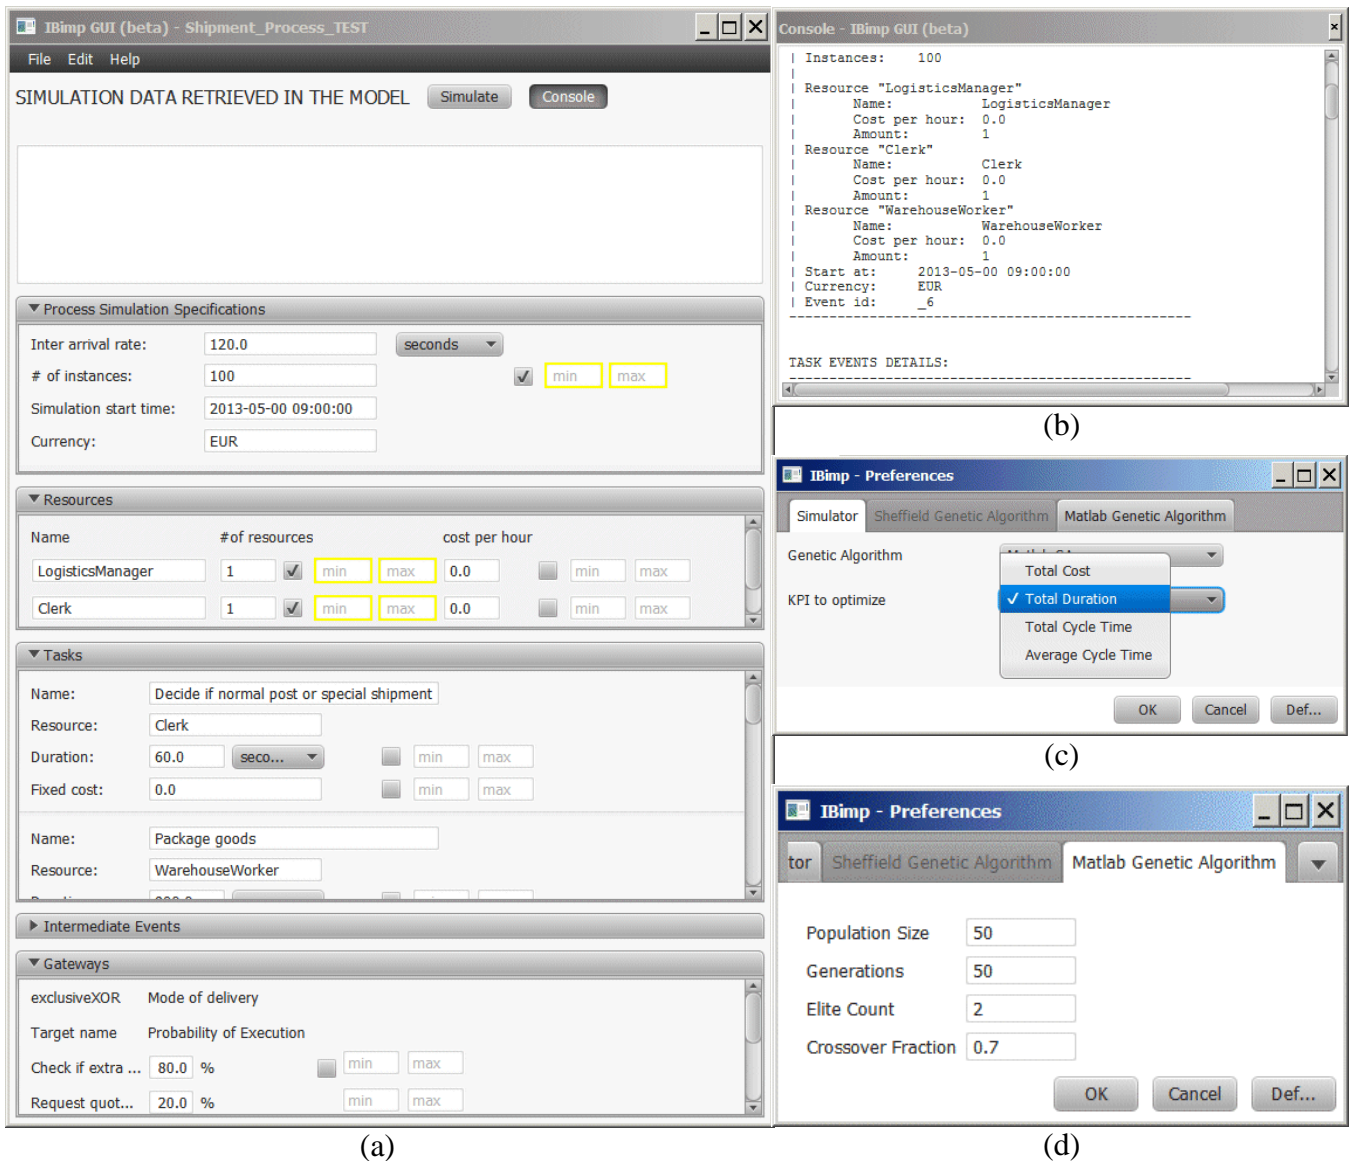 IBimp GUI (beta) - Shipment_Process_TEST
File Edit Help
SIMULATION DATA RETRIEVED IN THE MODEL Simulate Console
Process Simulation Specifications
Inter arrival rate: 120.0 seconds
# of instances: 100 min max
Simulation start time: 2013-05-00 09:00:00
Currency: EUR
Resources
Name #of resources cost per hour
LogisticsManager 1 min max 0.0 min max
Clerk 1 min max 0.0 min max
Tasks
Name: Decide if normal post or special shipment
Resource: Clerk
Duration: 60.0 seco... min max
Fixed cost: 0.0 min max
Name: Package goods
Resource: WarehouseWorker
Intermediate Events
Gateways
exclusiveXOR Mode of delivery
Target name Probability of Execution
Check if extra ... 80.0 % min max
Request quot... 20.0 % min max
(a)
Console - IBimp GUI (beta)
| Instances: 100
|
| Resource "LogisticsManager"
| Name: LogisticsManager
| Cost per hour: 0.0
| Amount: 1
| Resource "Clerk"
| Name: Clerk
| Cost per hour: 0.0
| Amount: 1
| Resource "WarehouseWorker"
| Name: WarehouseWorker
| Cost per hour: 0.0
| Amount: 1
| Start at: 2013-05-00 09:00:00
| Currency: EUR
| Event id: _6
--------------------------------------------------
TASK EVENTS DETAILS:
--------------------------------------------------
(b)
IBimp - Preferences
Simulator Sheffield Genetic Algorithm Matlab Genetic Algorithm
Genetic Algorithm
Total Cost
KPI to optimize ✓ Total Duration
Total Cycle Time
Average Cycle Time
OK Cancel Def...
(c)
IBimp - Preferences
tor Sheffield Genetic Algorithm Matlab Genetic Algorithm
Population Size 50
Generations 50
Elite Count 2
Crossover Fraction 0.7
OK Cancel Def...
(d)